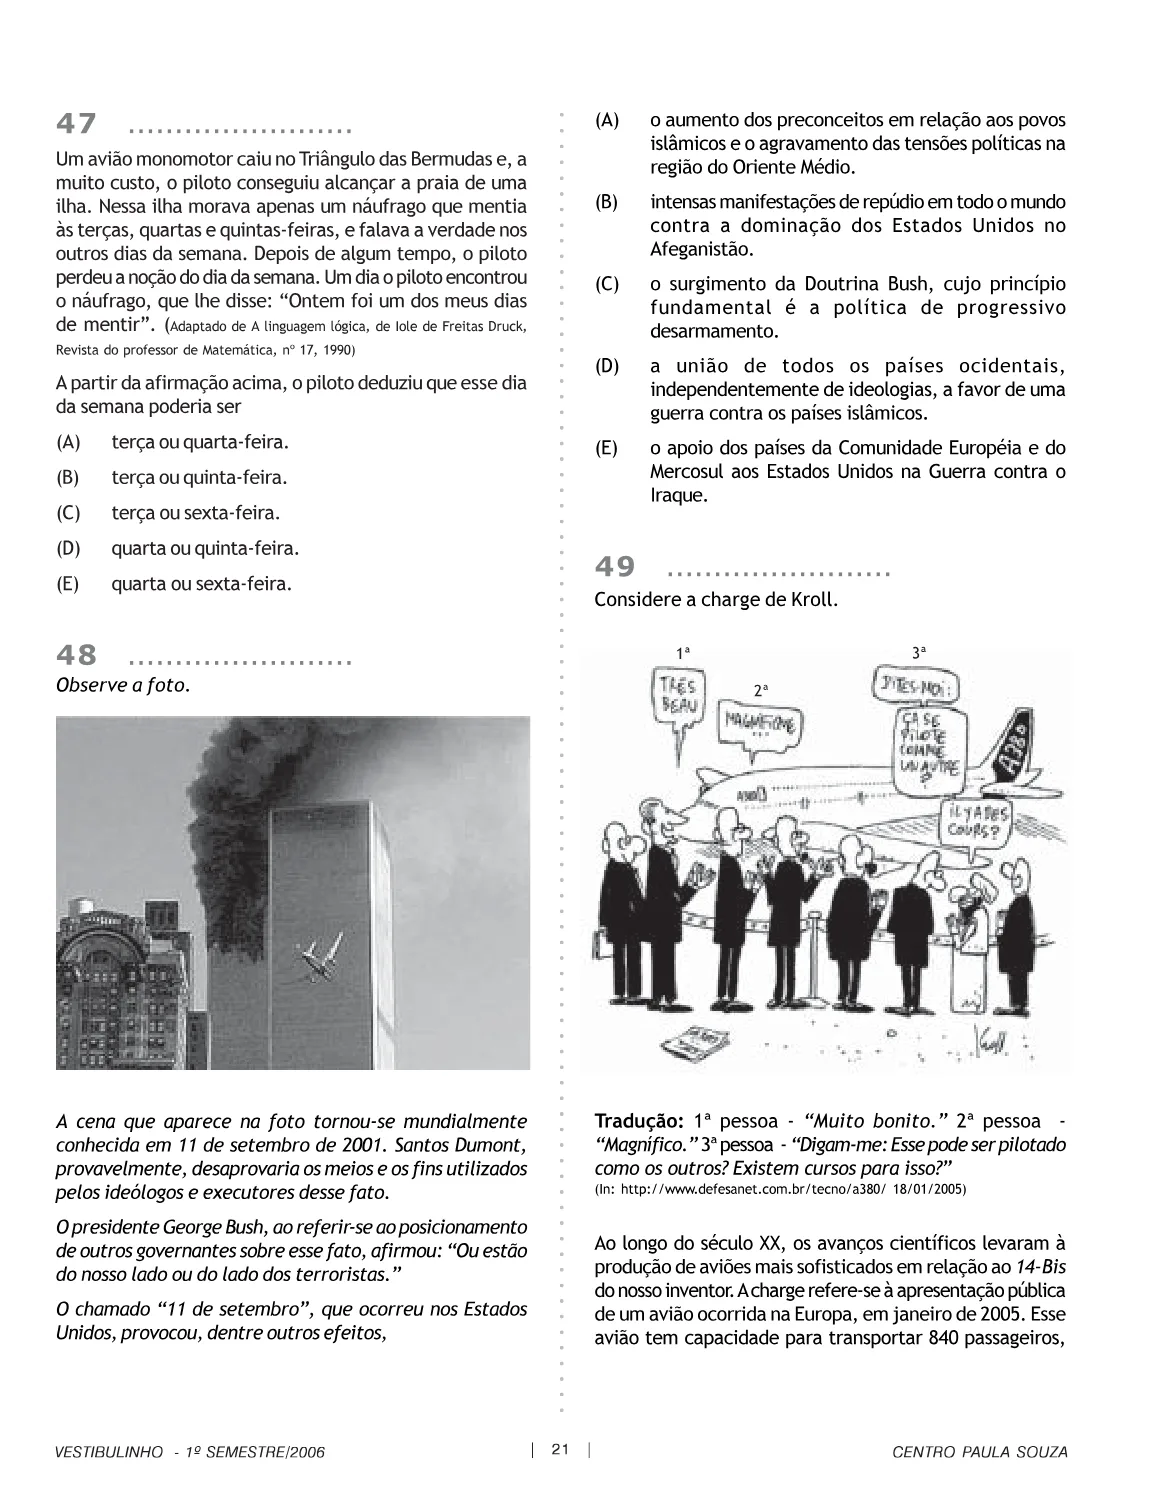 47 ........................
Um avião monomotor caiu no Triângulo das Bermudas e, a
muito custo, o piloto conseguiu alcançar a praia de uma
ilha. Nessa ilha morava apenas um náufrago que mentia
às terças, quartas e quintas-feiras, e falava a verdade nos
outros dias da semana. Depois de algum tempo, o piloto
perdeu a noção do dia da semana. Um dia o piloto encontrou
o náufrago, que lhe disse: “Ontem foi um dos meus dias
de mentir”. (Adaptado de A linguagem lógica, de Iole de Freitas Druck,
Revista do professor de Matemática, nº 17, 1990)
A partir da afirmação acima, o piloto deduziu que esse dia
da semana poderia ser
(A) terça ou quarta-feira.
(B) terça ou quinta-feira.
(C) terça ou sexta-feira.
(D) quarta ou quinta-feira.
(E) quarta ou sexta-feira.
48 ........................
Observe a foto.
A cena que aparece na foto tornou-se mundialmente
conhecida em 11 de setembro de 2001. Santos Dumont,
provavelmente, desaprovaria os meios e os fins utilizados
pelos ideólogos e executores desse fato.
O presidente George Bush, ao referir-se ao posicionamento
de outros governantes sobre esse fato, afirmou: “Ou estão
do nosso lado ou do lado dos terroristas.”
O chamado “11 de setembro”, que ocorreu nos Estados
Unidos, provocou, dentre outros efeitos,
(A) o aumento dos preconceitos em relação aos povos
islâmicos e o agravamento das tensões políticas na
região do Oriente Médio.
(B) intensas manifestações de repúdio em todo o mundo
contra a dominação dos Estados Unidos no
Afeganistão.
(C) o surgimento da Doutrina Bush, cujo princípio
fundamental é a política de progressivo
desarmamento.
(D) a união de todos os países ocidentais,
independentemente de ideologias, a favor de uma
guerra contra os países islâmicos.
(E) o apoio dos países da Comunidade Européia e do
Mercosul aos Estados Unidos na Guerra contra o
Iraque.
49 ........................
Considere a charge de Kroll.
1ª
3ª
2ª
TRES
BEAU
MAGNIFIQUE
...
DITES-MOI:
ÇA SE
PILOTE
COMME
UN AUTRE
?
A380
IL Y A DES
COURS?
Kroll
Tradução: 1ª pessoa - “Muito bonito.” 2ª pessoa -
“Magnífico.” 3ª pessoa - “Digam-me: Esse pode ser pilotado
como os outros? Existem cursos para isso?”
(In: http://www.defesanet.com.br/tecno/a380/ 18/01/2005)
Ao longo do século XX, os avanços científicos levaram à
produção de aviões mais sofisticados em relação ao 14-Bis
do nosso inventor. A charge refere-se à apresentação pública
de um avião ocorrida na Europa, em janeiro de 2005. Esse
avião tem capacidade para transportar 840 passageiros,
VESTIBULINHO - 1º SEMESTRE/2006
| 21 |
CENTRO PAULA SOUZA